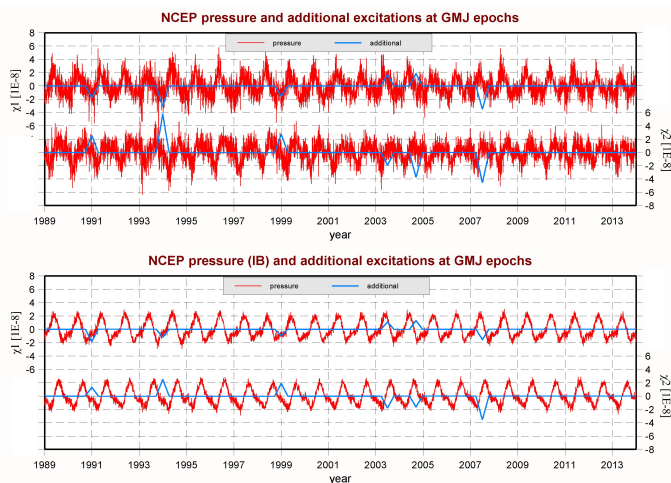 NCEP pressure and additional excitations at GMJ epochs
pressure additional
8
6
4
2
0
-2
-4
-6
χ1 [1E-8]
6
4
2
0
-2
-4
-6
-8
χ2 [1E-8]
1989 1991 1993 1995 1997 1999 2001 2003 2005 2007 2009 2011 2013
year
NCEP pressure (IB) and additional excitations at GMJ epochs
pressure additional
8
6
4
2
0
-2
-4
-6
χ1 [1E-8]
6
4
2
0
-2
-4
-6
-8
χ2 [1E-8]
1989 1991 1993 1995 1997 1999 2001 2003 2005 2007 2009 2011 2013
year